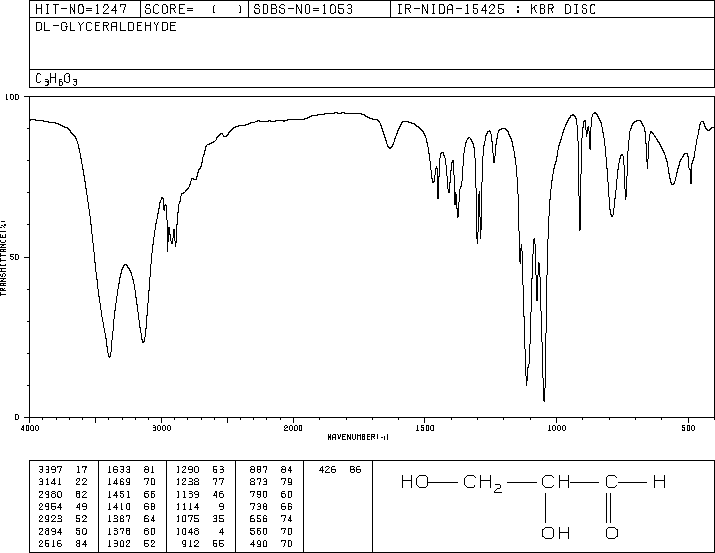 HIT-NO=1247 SCORE= ( ) SDBS-NO=1053 IR-NIDA-15425 : KBR DISC
DL-GLYCERALDEHYDE
C3H6O3
100
50
0
TRANSMITTANCE(%)
4000 3000 2000 1500 1000 500
WAVENUMBER(-1)
3397 17 1633 81 1290 53 887 84 426 86
3141 22 1469 70 1238 77 873 79
2980 62 1451 66 1139 46 790 60
2954 49 1410 68 1114 9 738 66
2923 52 1387 64 1075 35 656 74
2894 50 1378 60 1048 4 560 70
2516 84 1302 52 912 55 490 70
HO CH2 CH C H
OH O